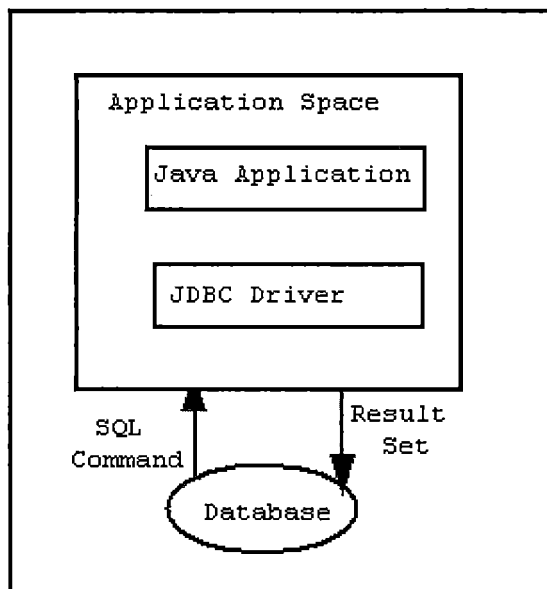 Application Space
Java Application
JDBC Driver
SQL
Command
Result
Set
Database